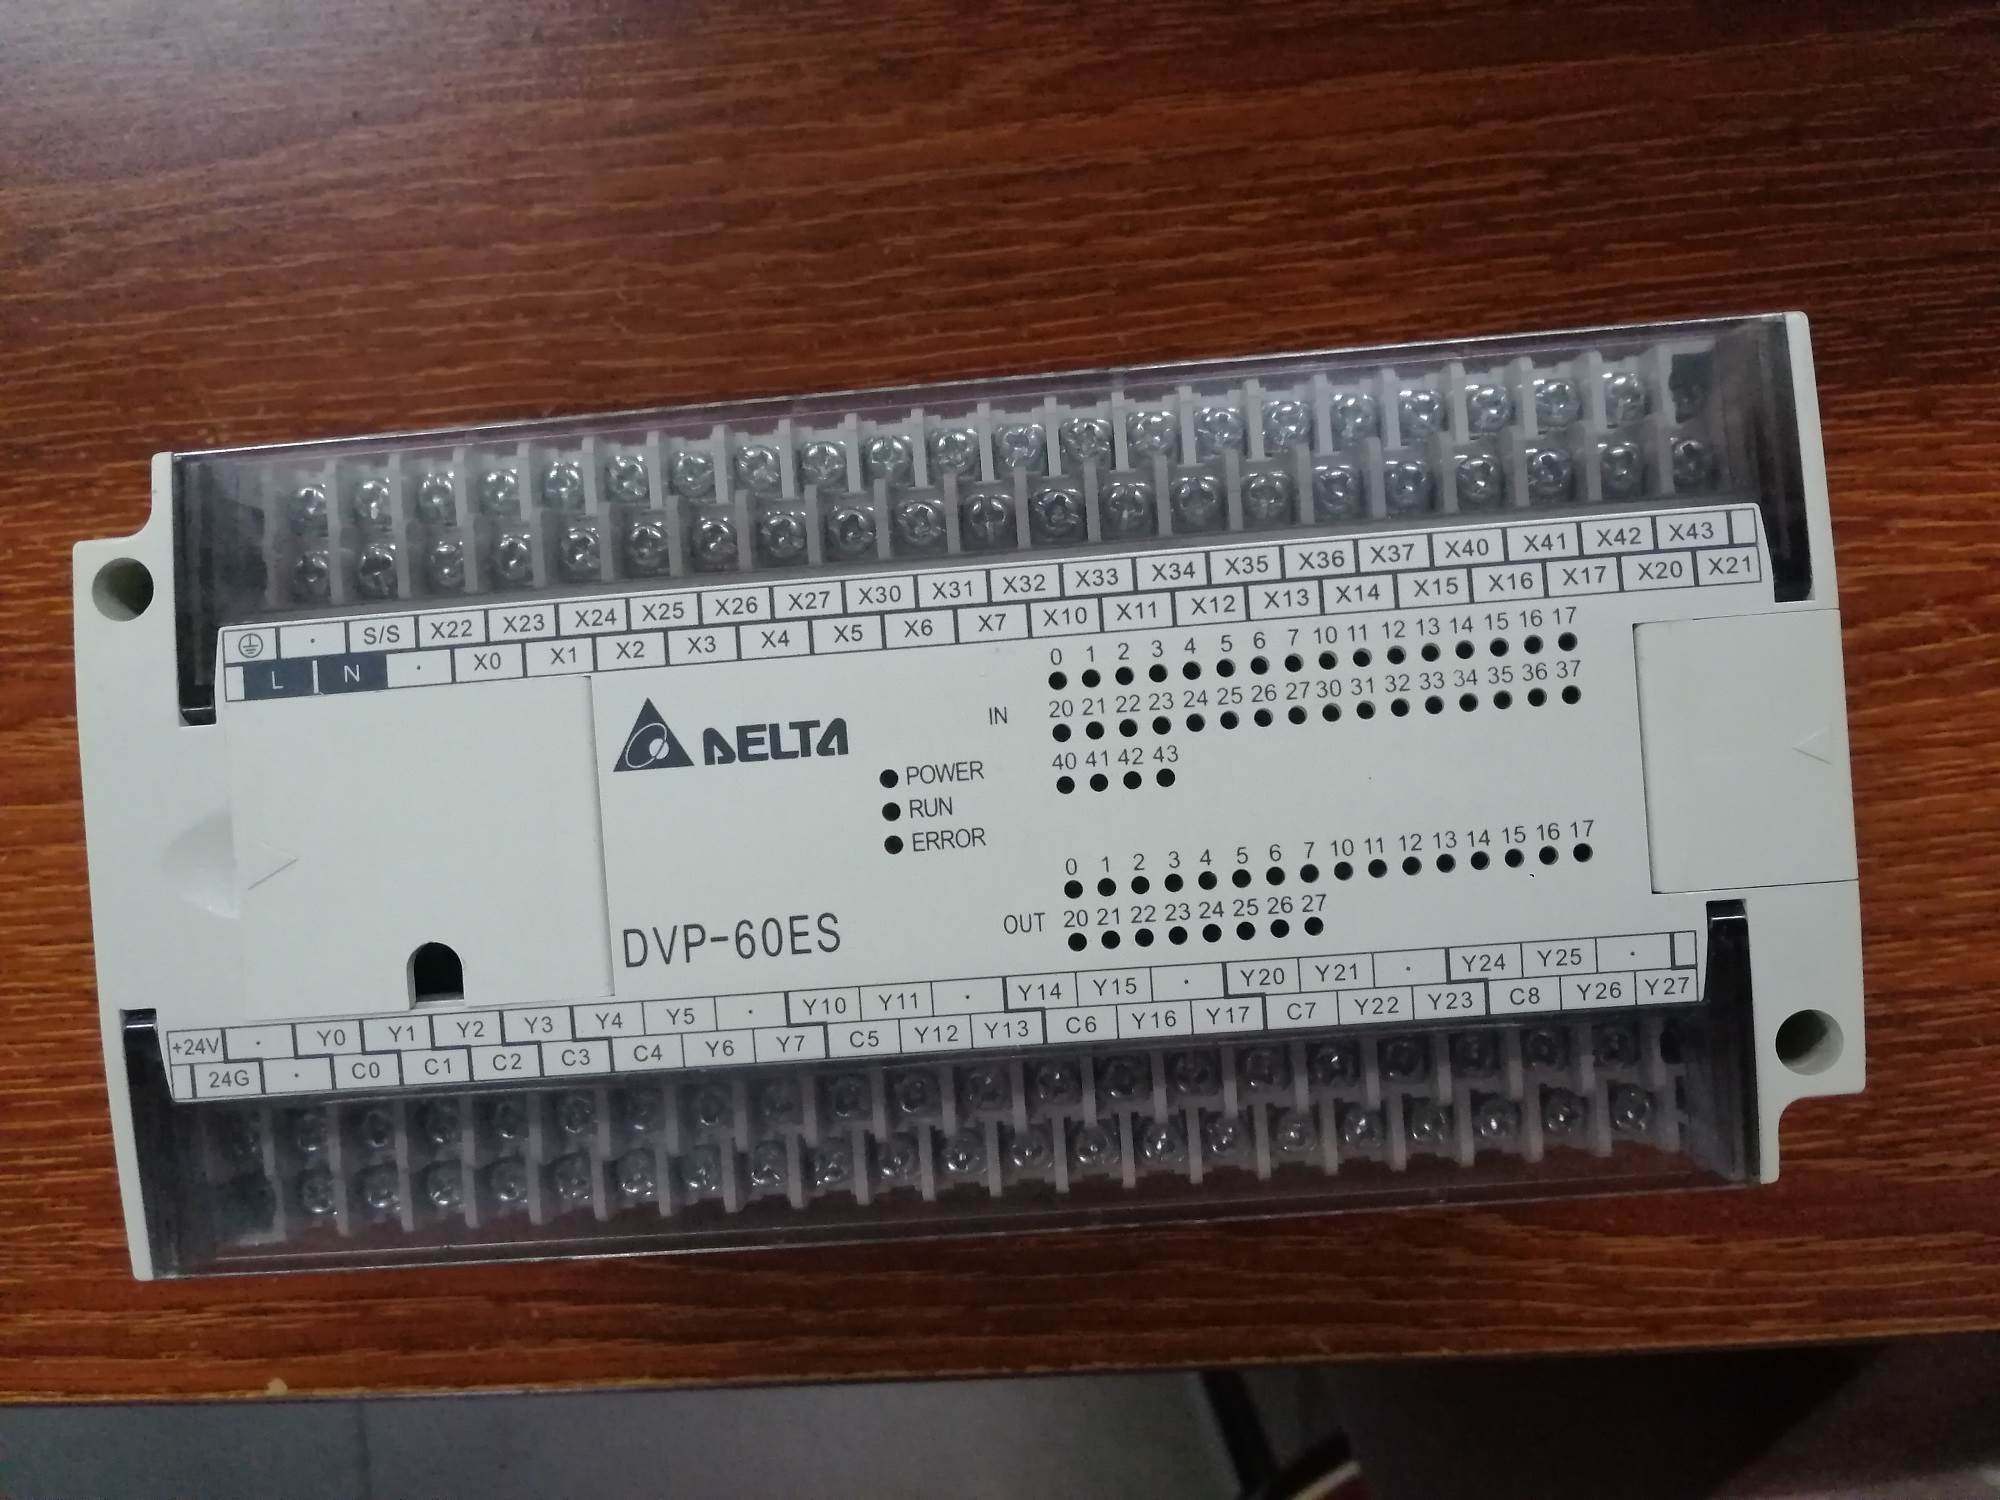 · S/S X22 X23 X24 X25 X26 X27 X30 X31 X32 X33 X34 X35 X36 X37 X40 X41 X42 X43
L N · X0 X1 X2 X3 X4 X5 X6 X7 X10 X11 X12 X13 X14 X15 X16 X17 X20 X21
0 1 2 3 4 5 6 7 10 11 12 13 14 15 16 17
IN 20 21 22 23 24 25 26 27 30 31 32 33 34 35 36 37
DELTA
40 41 42 43
POWER
RUN
ERROR
0 1 2 3 4 5 6 7 10 11 12 13 14 15 16 17
DVP-60ES
OUT 20 21 22 23 24 25 26 27
+24V · Y0 Y1 Y2 Y3 Y4 Y5 · Y10 Y11 · Y14 Y15 · Y20 Y21 · Y24 Y25 ·
24G · C0 C1 C2 C3 C4 Y6 Y7 C5 Y12 Y13 C6 Y16 Y17 C7 Y22 Y23 C8 Y26 Y27